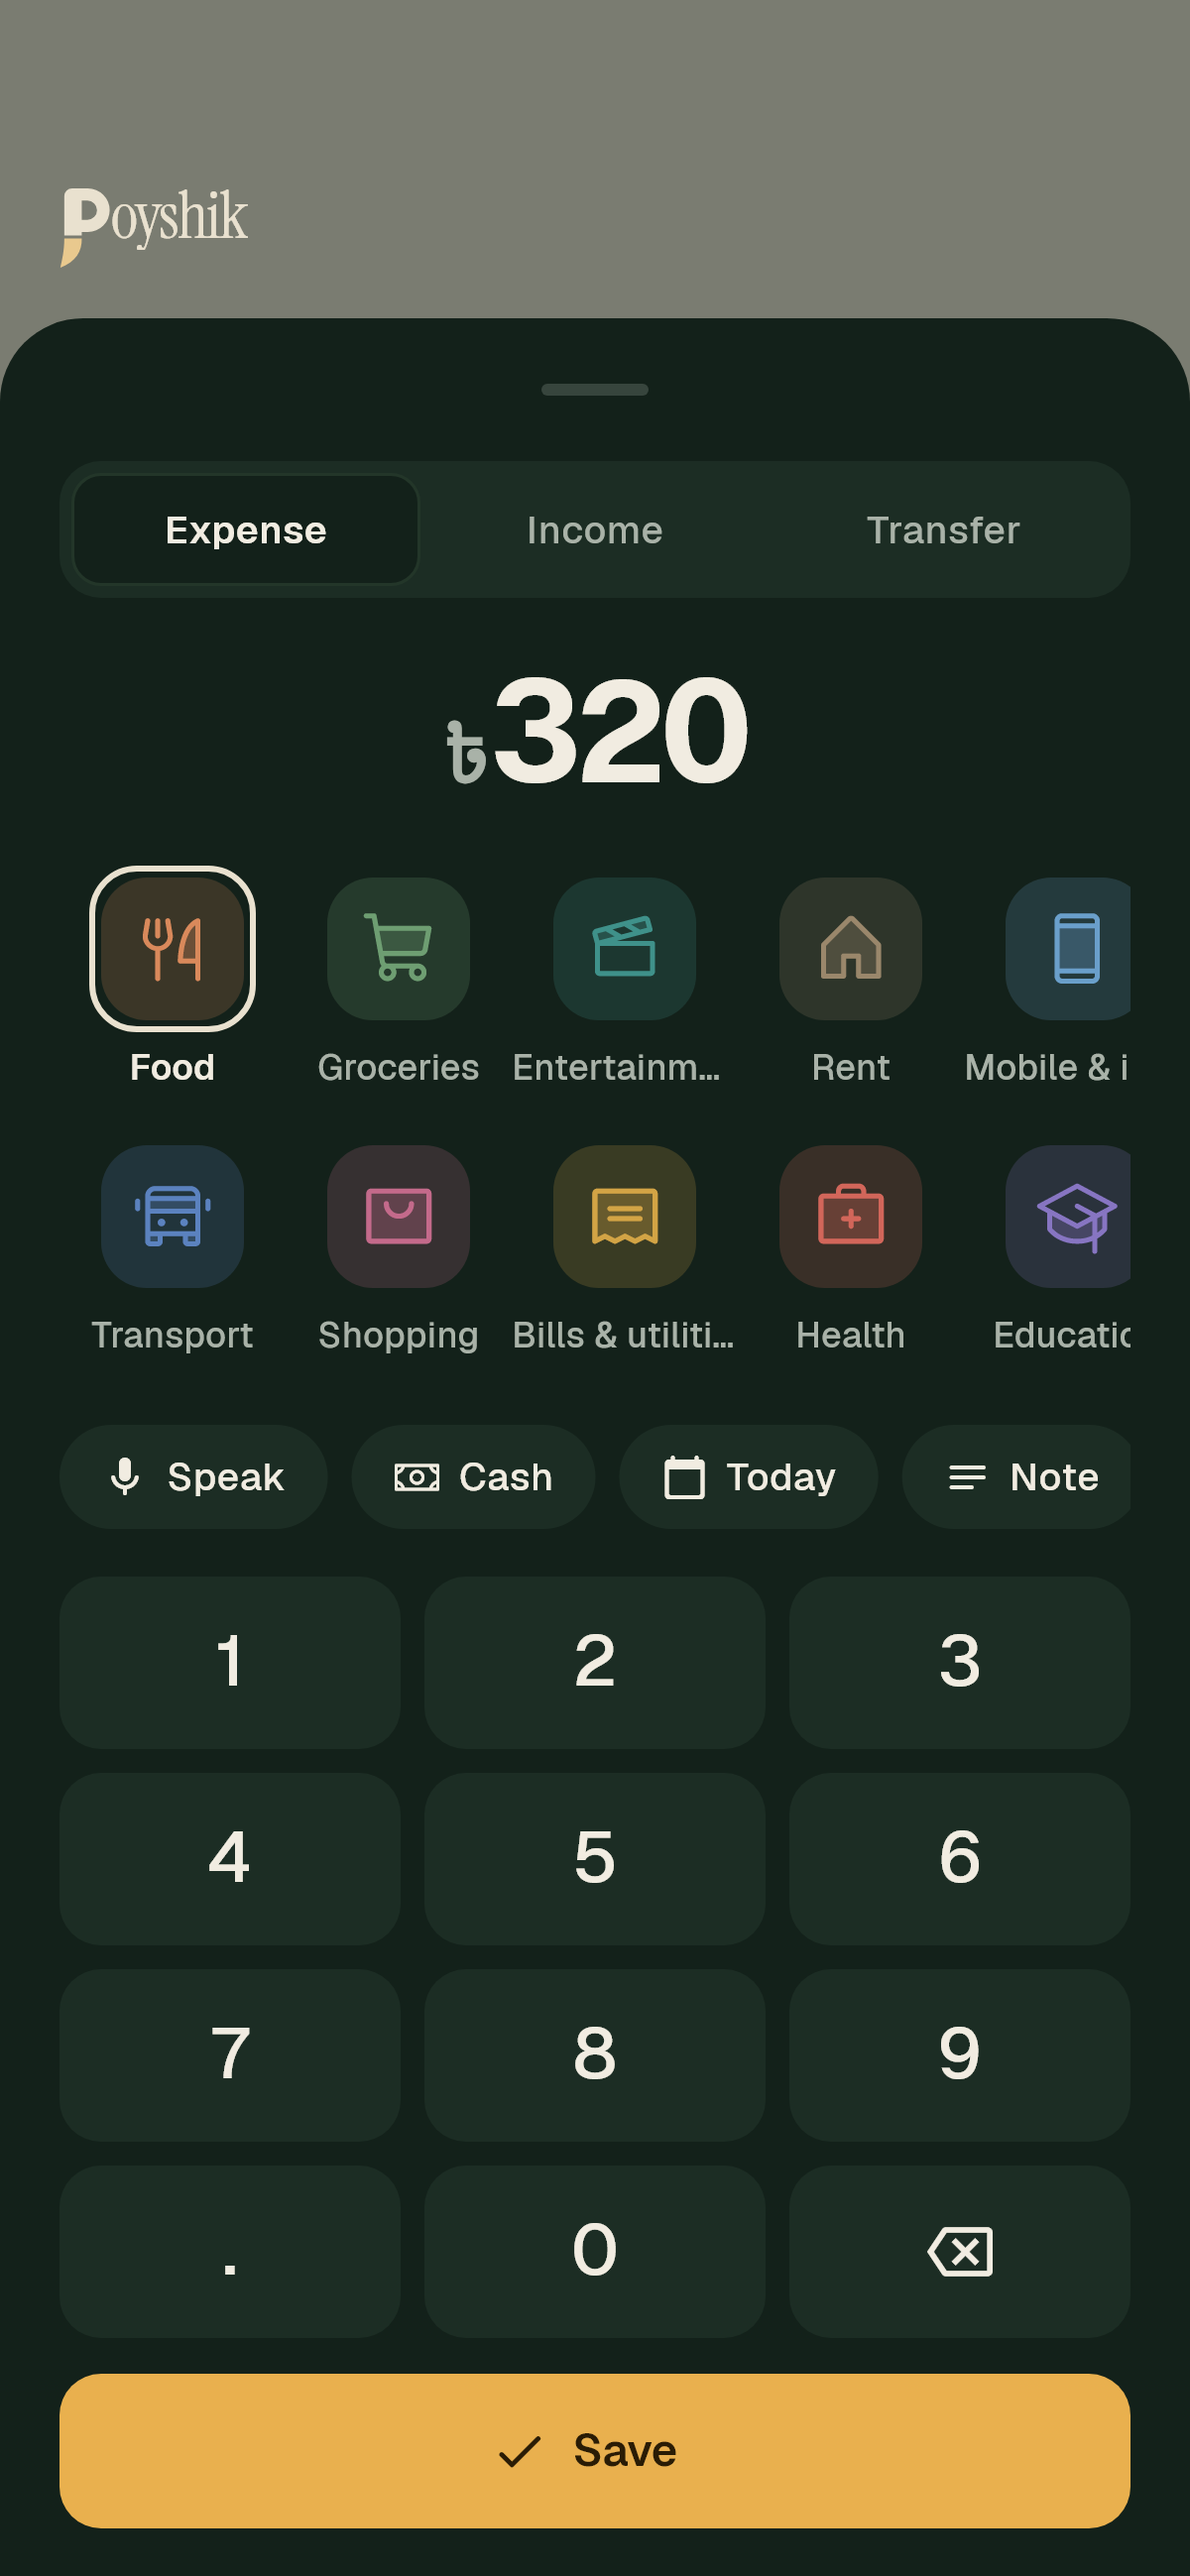 Poyshik
Expense Income Transfer
৳320
Food Groceries Entertainm... Rent Mobile & i
Transport Shopping Bills & utiliti... Health Educatio
Speak Cash Today Note
1 2 3
4 5 6
7 8 9
. 0
Save